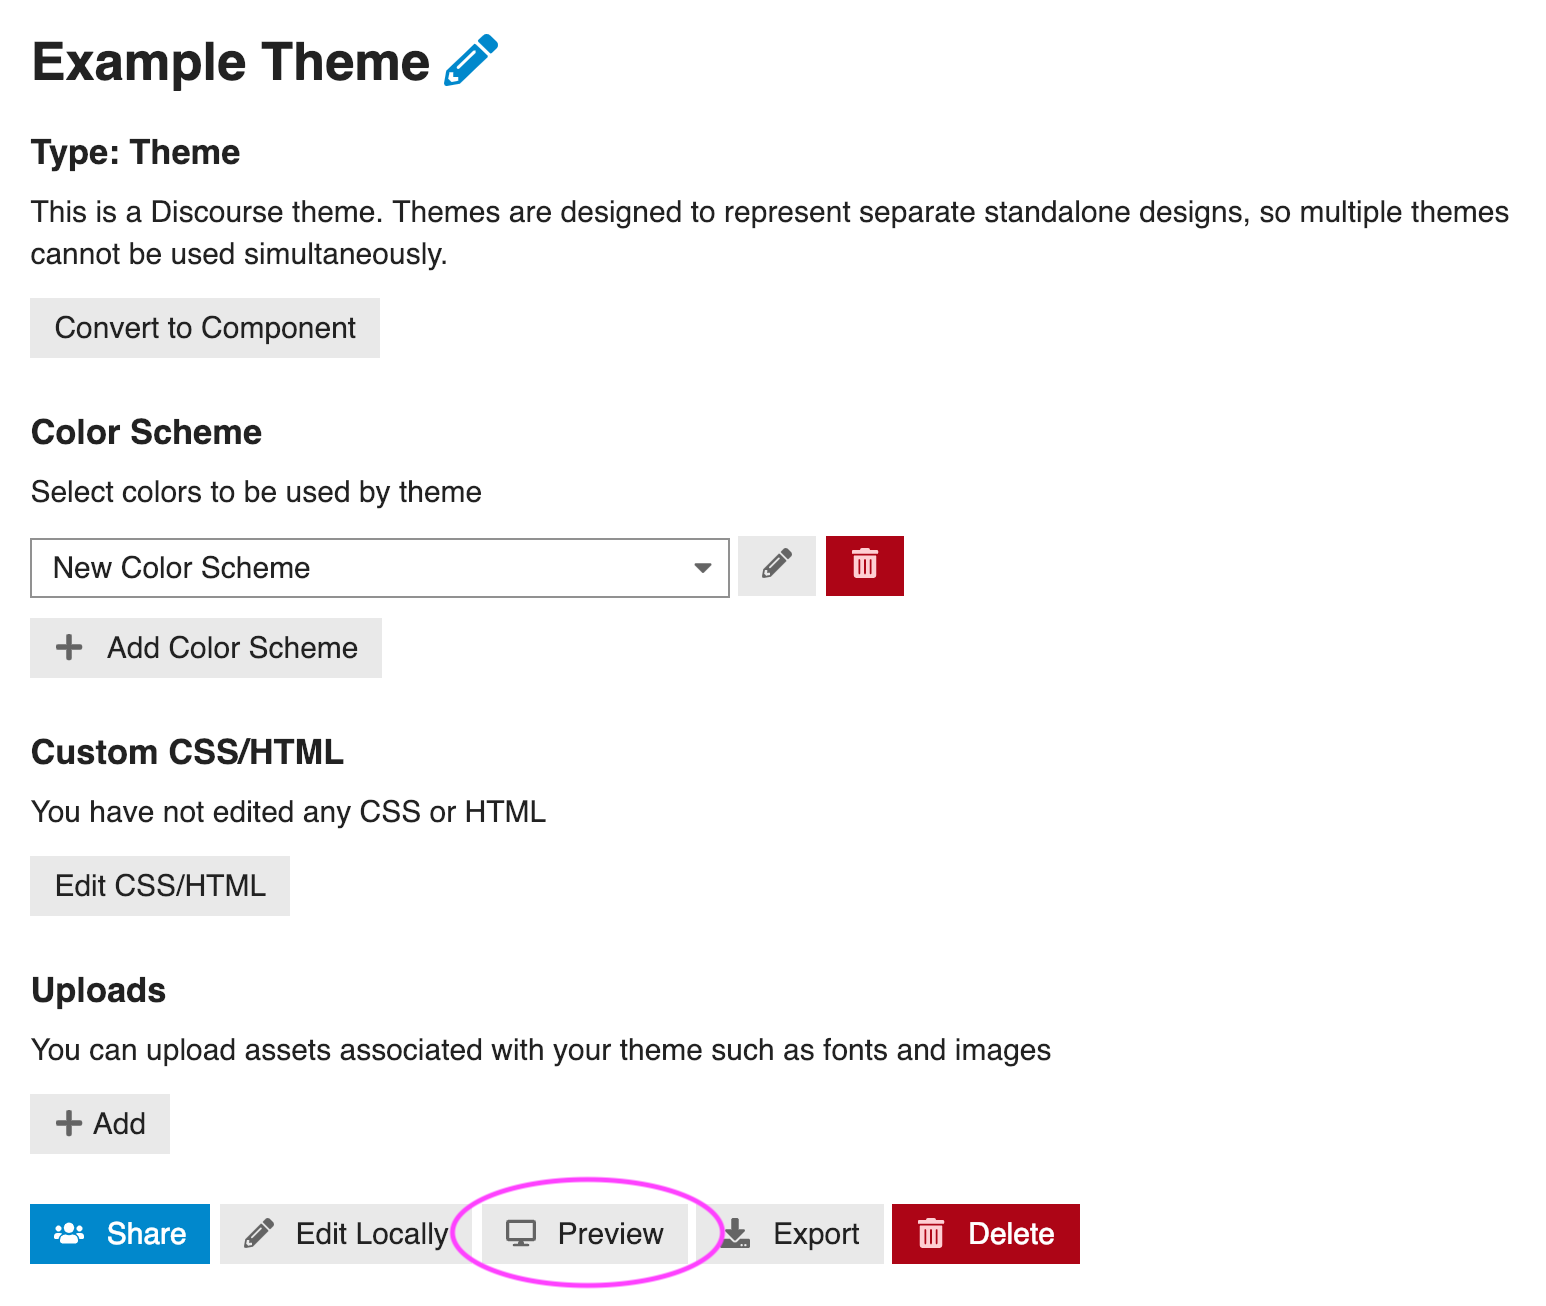 Example Theme
Type: Theme
This is a Discourse theme. Themes are designed to represent separate standalone designs, so multiple themes
cannot be used simultaneously.
Convert to Component
Color Scheme
Select colors to be used by theme
New Color Scheme
Add Color Scheme
Custom CSS/HTML
You have not edited any CSS or HTML
Edit CSS/HTML
Uploads
You can upload assets associated with your theme such as fonts and images
Add
Share Edit Locally Preview Export Delete